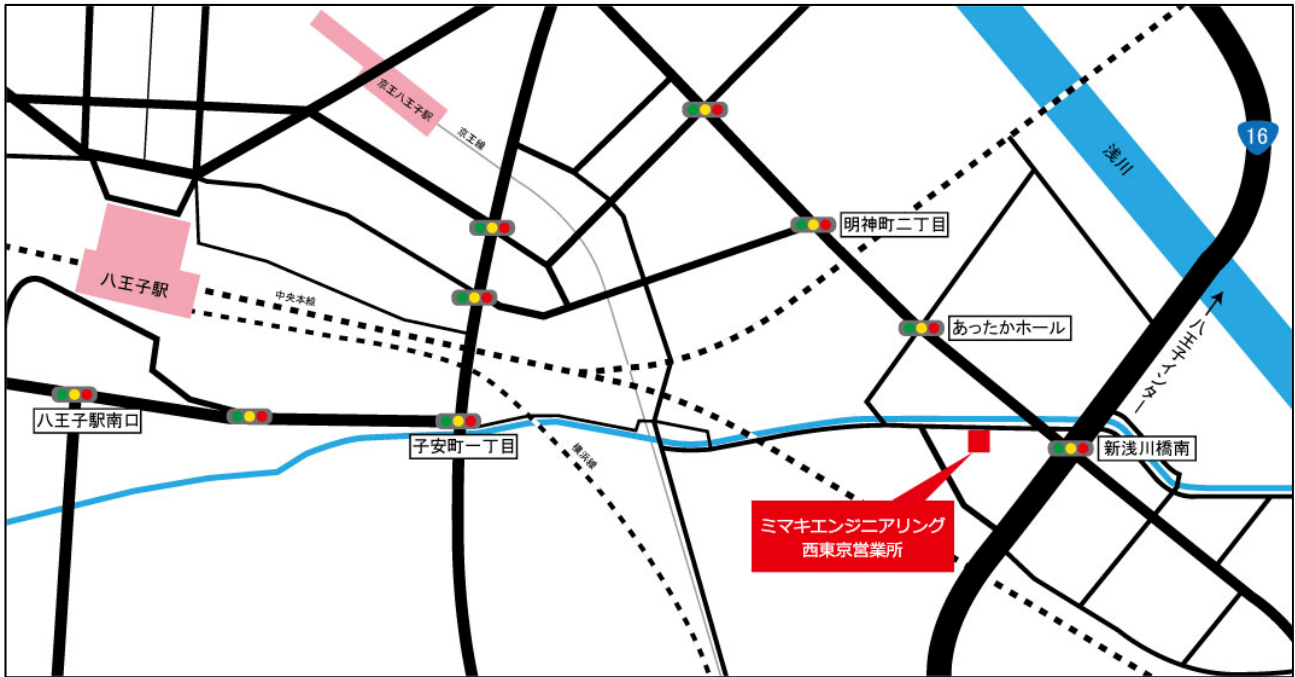 京王八王子駅
京王線
16
浅川
明神町二丁目
八王子駅
中央本線
あったかホール
八王子インター
八王子駅南口
子安町一丁目
横浜線
新浅川橋南
ミマキエンジニアリング
西東京営業所